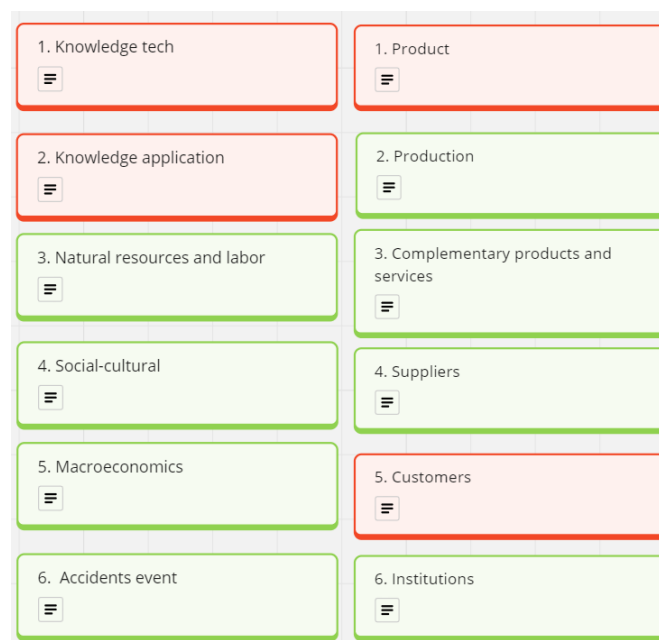 1. Knowledge tech
2. Knowledge application
3. Natural resources and labor
4. Social-cultural
5. Macroeconomics
6.  Accidents event
1. Product
2. Production
3. Complementary products and
services
4. Suppliers
5. Customers
6. Institutions